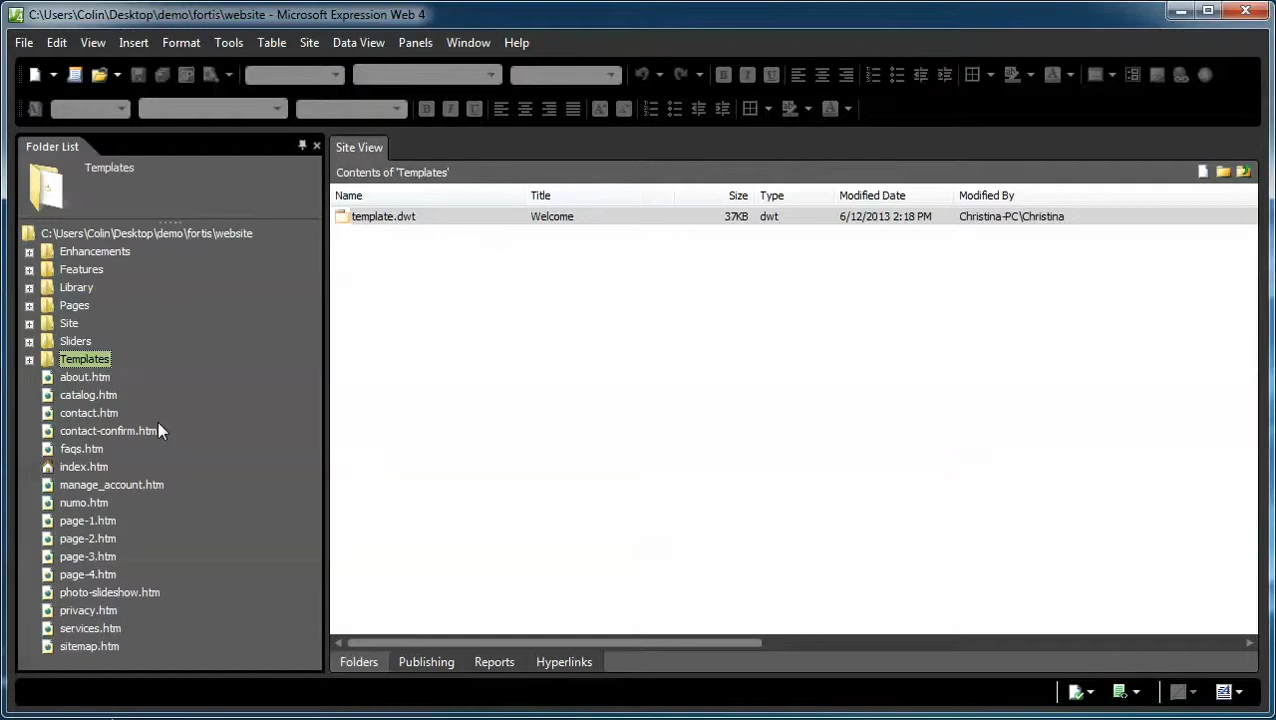 C:\Users\Colin\Desktop\demo\fortis\website - Microsoft Expression Web 4
File Edit View Insert Format Tools Table Site Data View Panels Window Help
Folder List
Templates
C:\Users\Colin\Desktop\demo\fortis\website
Enhancements
Features
Library
Pages
Site
Sliders
Templates
about.htm
catalog.htm
contact.htm
contact-confirm.htm
faqs.htm
index.htm
manage_account.htm
numo.htm
page-1.htm
page-2.htm
page-3.htm
page-4.htm
photo-slideshow.htm
privacy.htm
services.htm
sitemap.htm
Site View
Contents of 'Templates'
Name Title Size Type Modified Date Modified By
template.dwt Welcome 37KB dwt 6/12/2013 2:18 PM Christina-PC\Christina
Folders Publishing Reports Hyperlinks